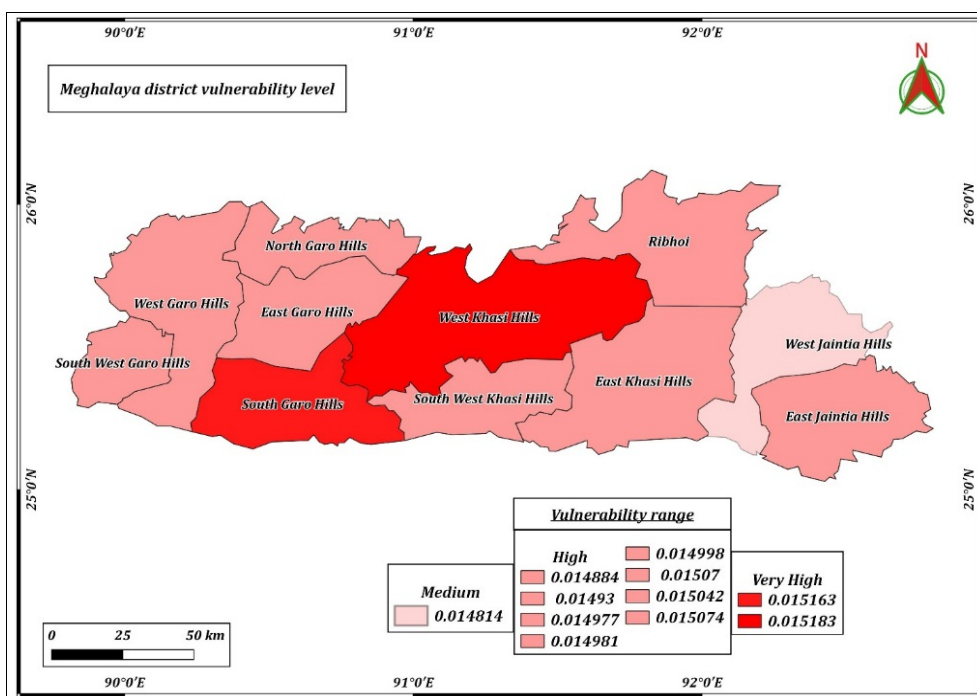 90°0'E 91°0'E 92°0'E
N
Meghalaya district vulnerability level
26°0'N 26°0'N
North Garo Hills
Ribhoi
West Garo Hills
East Garo Hills
West Khasi Hills
West Jaintia Hills
South West Garo Hills
East Khasi Hills
South Garo Hills
South West Khasi Hills
East Jaintia Hills
25°0'N 25°0'N
Vulnerability range
Medium
0.014814
High
0.014884
0.01493
0.014977
0.014981
0.014998
0.01507
0.015042
0.015074
Very High
0.015163
0.015183
0 25 50 km
90°0'E 91°0'E 92°0'E